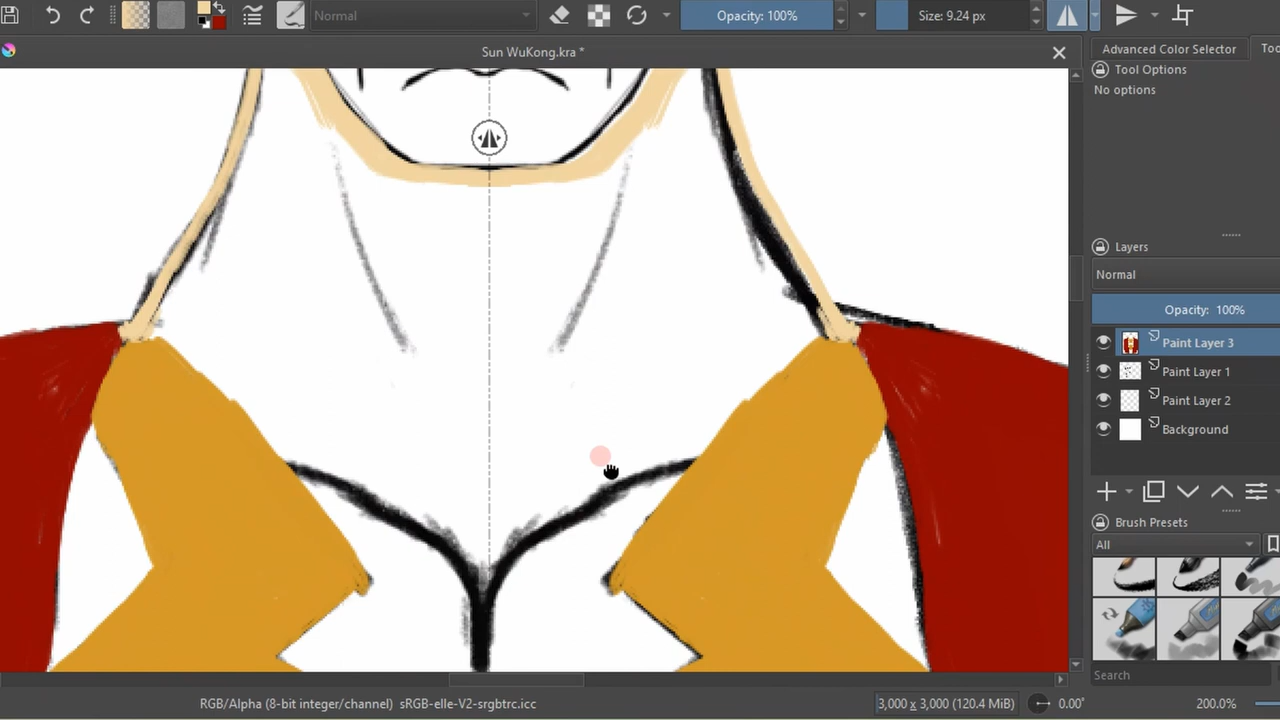 Normal
Opacity: 100%
Size: 9.24 px
Sun WuKong.kra *
Advanced Color Selector
Too
Tool Options
No options
Layers
Normal
Opacity: 100%
Paint Layer 3
Paint Layer 1
Paint Layer 2
Background
Brush Presets
All
Search
RGB/Alpha (8-bit integer/channel) sRGB-elle-V2-srgbtrc.icc
3,000 x 3,000 (120.4 MiB)
0.00°
200.0%